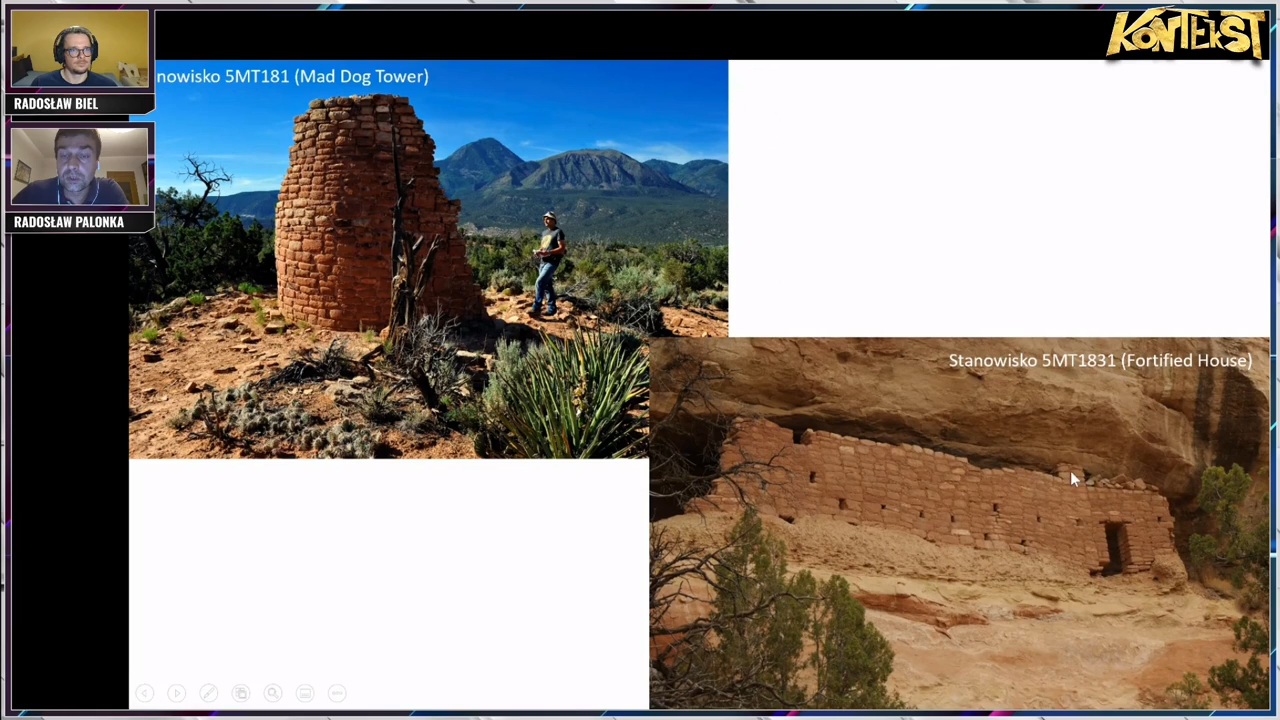 KONTEKST
nowisko 5MT181 (Mad Dog Tower)
RADOSŁAW BIEL
RADOSŁAW PALONKA
Stanowisko 5MT1831 (Fortified House)